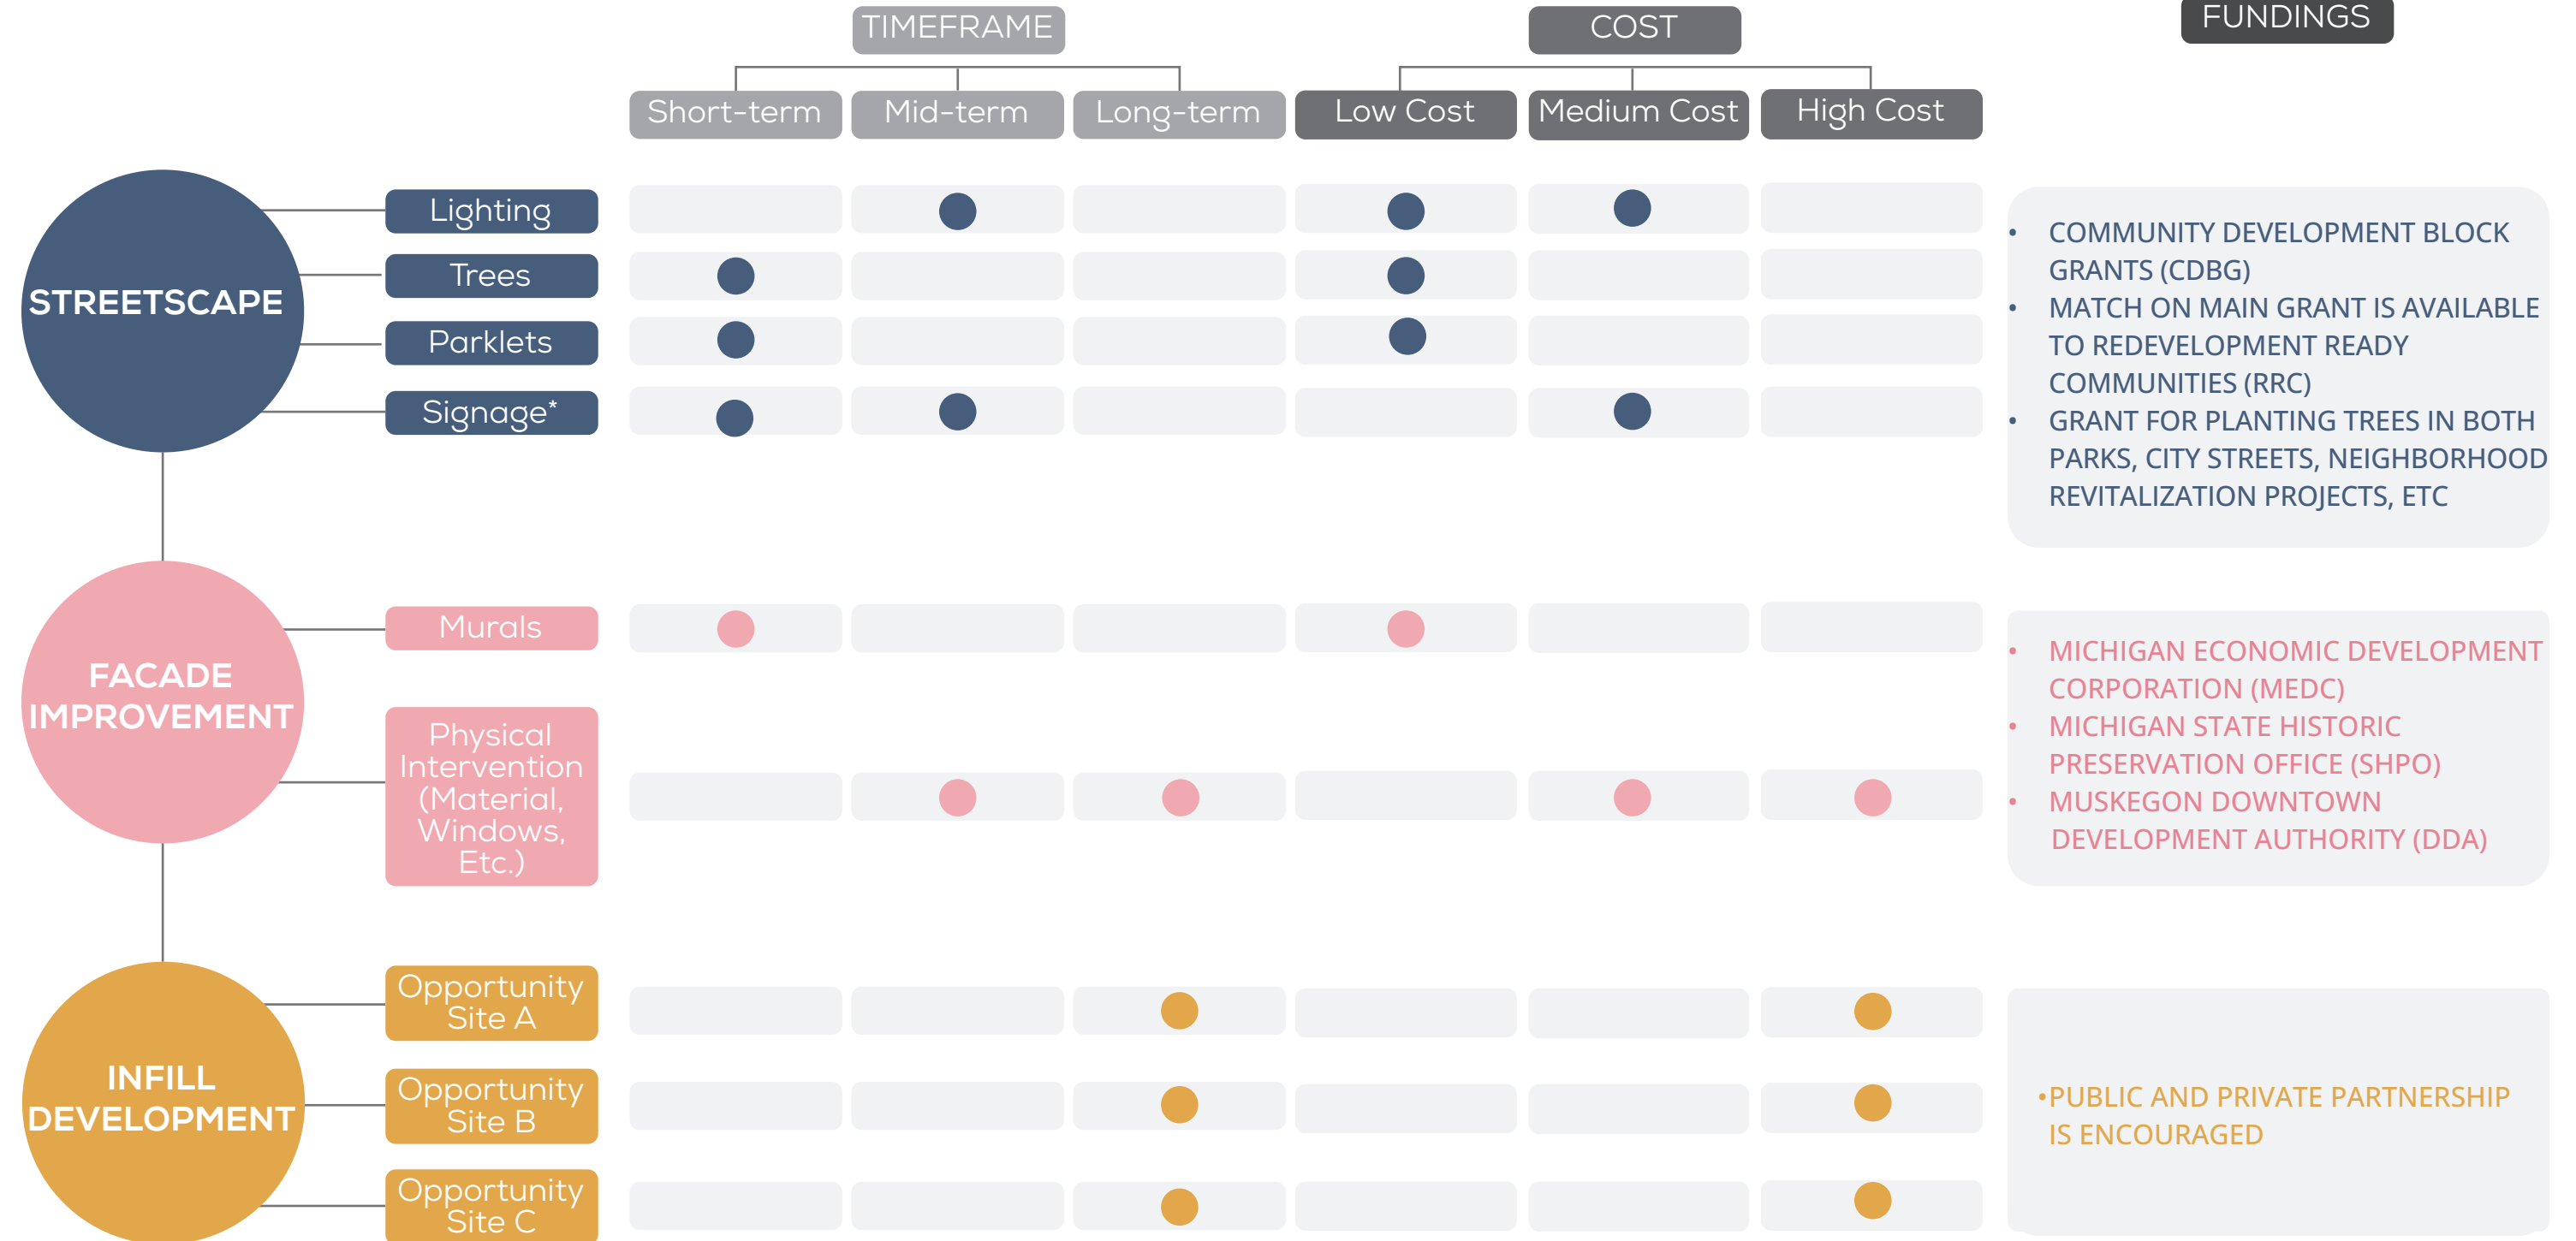 TIMEFRAME
COST
FUNDINGS
Short-term
Mid-term
Long-term
Low Cost
Medium Cost
High Cost
STREETSCAPE
Lighting
Trees
Parklets
Signage*
• COMMUNITY DEVELOPMENT BLOCK
GRANTS (CDBG)
• MATCH ON MAIN GRANT IS AVAILABLE
TO REDEVELOPMENT READY
COMMUNITIES (RRC)
• GRANT FOR PLANTING TREES IN BOTH
PARKS, CITY STREETS, NEIGHBORHOOD
REVITALIZATION PROJECTS, ETC
FACADE
IMPROVEMENT
Murals
Physical
Intervention
(Material,
Windows,
Etc.)
• MICHIGAN ECONOMIC DEVELOPMENT
CORPORATION (MEDC)
• MICHIGAN STATE HISTORIC
PRESERVATION OFFICE (SHPO)
• MUSKEGON DOWNTOWN
DEVELOPMENT AUTHORITY (DDA)
INFILL
DEVELOPMENT
Opportunity
Site A
Opportunity
Site B
Opportunity
Site C
• PUBLIC AND PRIVATE PARTNERSHIP
IS ENCOURAGED